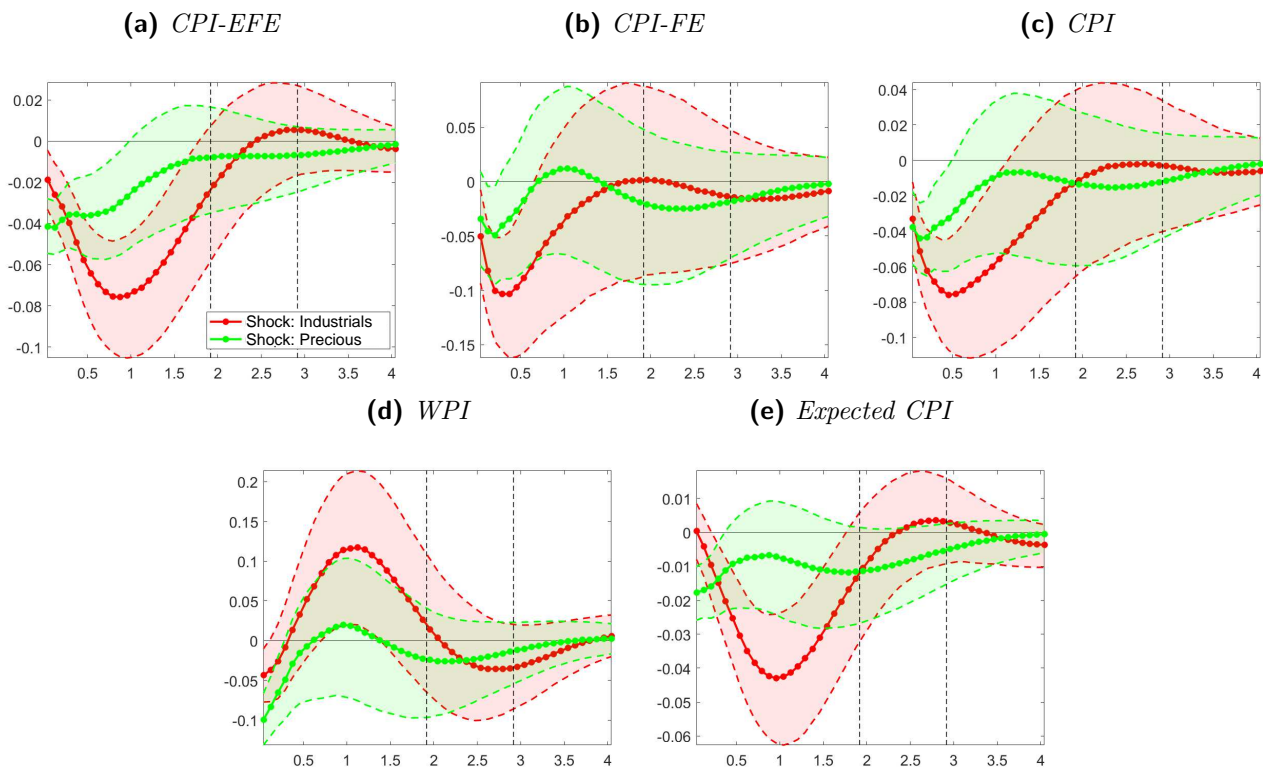 (a) CPI-EFE
(b) CPI-FE
(c) CPI
0.02
0
-0.02
-0.04
-0.06
-0.08
-0.1
0.5 1 1.5 2 2.5 3 3.5 4
Shock: Industrials
Shock: Precious
0.05
0
-0.05
-0.1
-0.15
0.5 1 1.5 2 2.5 3 3.5 4
0.04
0.02
0
-0.02
-0.04
-0.06
-0.08
-0.1
0.5 1 1.5 2 2.5 3 3.5 4
(d) WPI
(e) Expected CPI
0.2
0.15
0.1
0.05
0
-0.05
-0.1
0.5 1 1.5 2 2.5 3 3.5 4
0.01
0
-0.01
-0.02
-0.03
-0.04
-0.05
-0.06
0.5 1 1.5 2 2.5 3 3.5 4